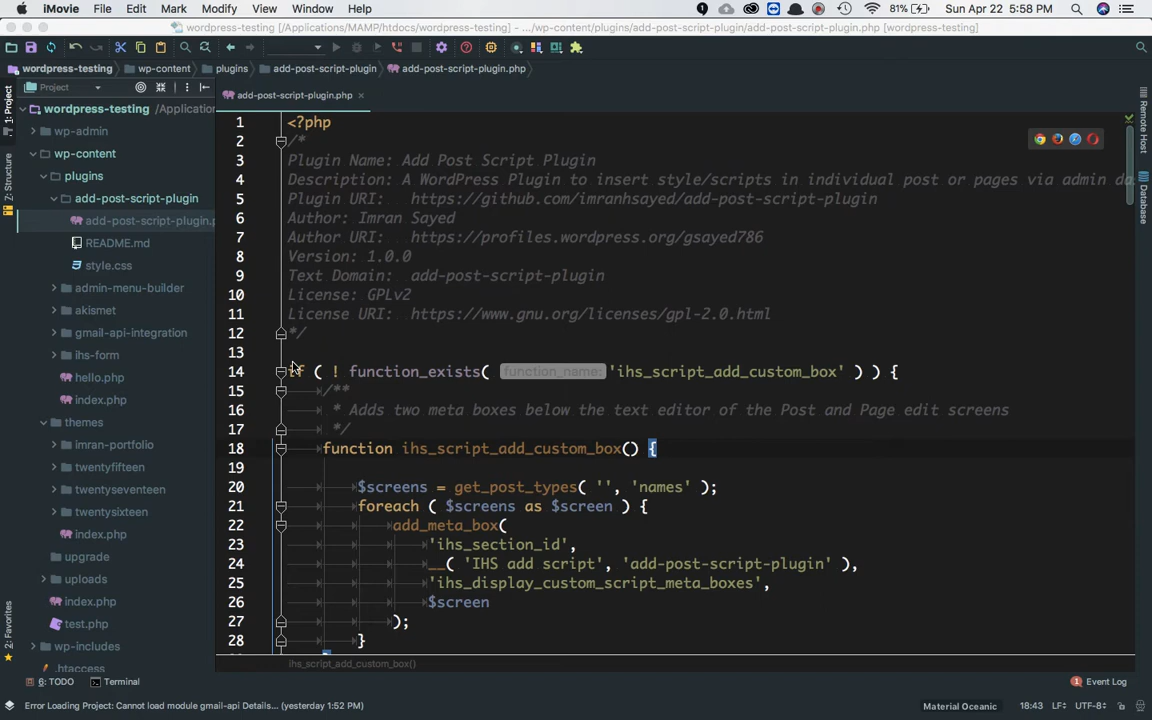 iMovie File Edit Mark Modify View Share Window Help 81% Sun Apr 22 5:58 PM
wordpress-testing [/Applications/MAMP/htdocs/wordpress-testing] - .../wp-content/plugins/add-post-script-plugin/add-post-script-plugin.php [wordpress-testing]
wordpress-testing wp-content plugins add-post-script-plugin add-post-script-plugin.php
Project
add-post-script-plugin.php
1: Project
Z: Structure
2: Favorites
wordpress-testing /Application
wp-admin
wp-content
plugins
add-post-script-plugin
add-post-script-plugin.p
README.md
style.css
admin-menu-builder
akismet
gmail-api-integration
ihs-form
hello.php
index.php
themes
imran-portfolio
twentyfifteen
twentyseventeen
twentysixteen
index.php
upgrade
uploads
index.php
test.php
wp-includes
.htaccess
1 <?php
2 /*
3 Plugin Name: Add Post Script Plugin
4 Description: A WordPress Plugin to insert style/scripts in individual post or pages via admin da
5 Plugin URI: https://github.com/imranhsayed/add-post-script-plugin
6 Author: Imran Sayed
7 Author URI: https://profiles.wordpress.org/gsayed786
8 Version: 1.0.0
9 Text Domain: add-post-script-plugin
10 License: GPLv2
11 License URI: https://www.gnu.org/licenses/gpl-2.0.html
12 */
13
14 if ( ! function_exists( function_name: 'ihs_script_add_custom_box' ) ) {
15 /**
16 * Adds two meta boxes below the text editor of the Post and Page edit screens
17 */
18 function ihs_script_add_custom_box() {
19
20 $screens = get_post_types( '', 'names' );
21 foreach ( $screens as $screen ) {
22 add_meta_box(
23 'ihs_section_id',
24 __( 'IHS add script', 'add-post-script-plugin' ),
25 'ihs_display_custom_script_meta_boxes',
26 $screen
27 );
28 }
ihs_script_add_custom_box()
Remote Host
Database
6: TODO Terminal 1 Event Log
Error Loading Project: Cannot load module gmail-api Details... (yesterday 1:52 PM) Material Oceanic 18:43 LF÷ UTF-8÷